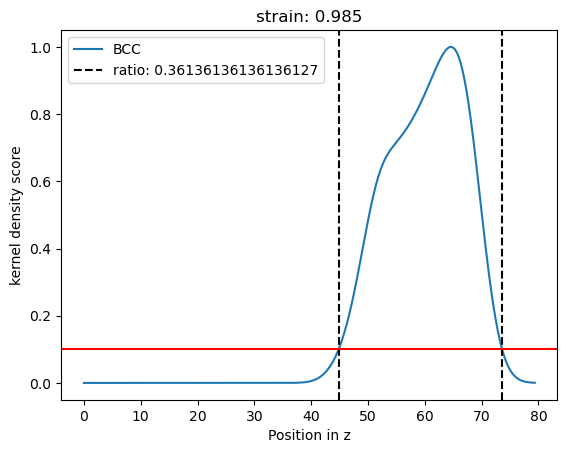 strain: 0.985
BCC
ratio: 0.36136136136136127
kernel density score
1.0
0.8
0.6
0.4
0.2
0.0
0 10 20 30 40 50 60 70 80
Position in z